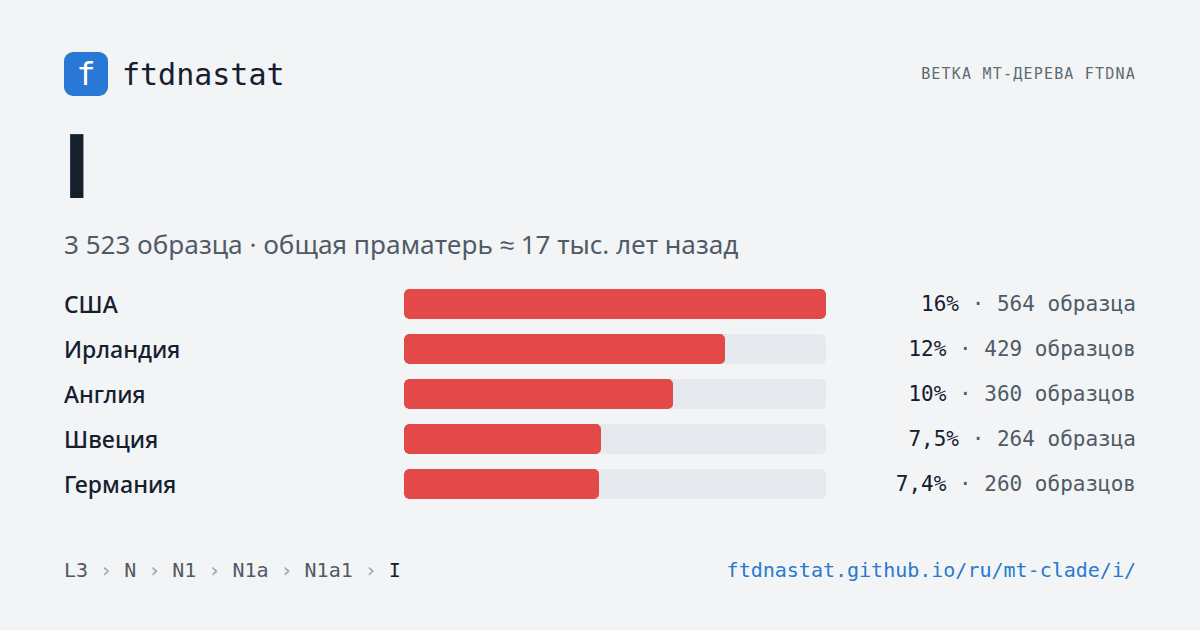 f ftdnastat
ВЕТКА МТ-ДЕРЕВА FTDNA
I
3 523 образца · общая праматерь ≈ 17 тыс. лет назад
США 16% · 564 образца
Ирландия 12% · 429 образцов
Англия 10% · 360 образцов
Швеция 7,5% · 264 образца
Германия 7,4% · 260 образцов
L3 › N › N1 › N1a › N1a1 › I
ftdnastat.github.io/ru/mt-clade/i/